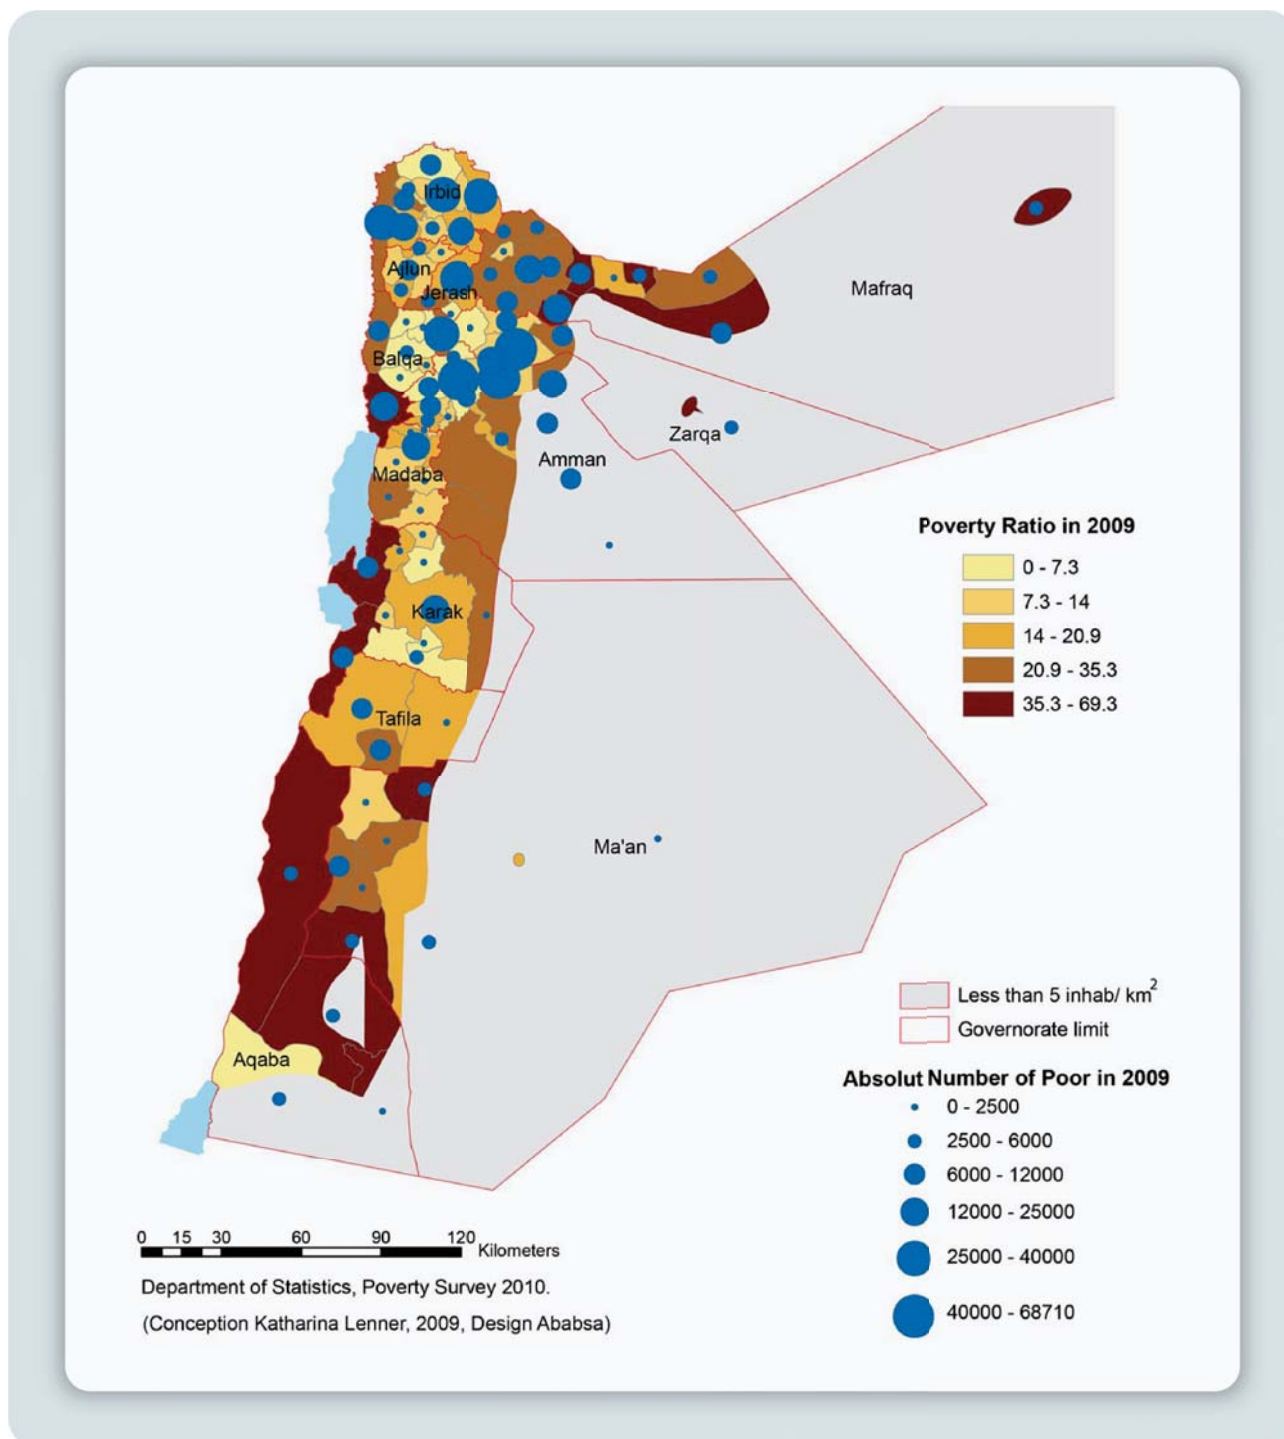 Irbid
Ajlun
Jerash
Mafraq
Balqa
Zarqa
Amman
Madaba
Karak
Tafila
Ma'an
Aqaba
Poverty Ratio in 2009
0 - 7.3
7.3 - 14
14 - 20.9
20.9 - 35.3
35.3 - 69.3
Less than 5 inhab/ km²
Governorate limit
Absolut Number of Poor in 2009
0 - 2500
2500 - 6000
6000 - 12000
12000 - 25000
25000 - 40000
40000 - 68710
0 15 30 60 90 120
Kilometers
Department of Statistics, Poverty Survey 2010.
(Conception Katharina Lenner, 2009, Design Ababsa)